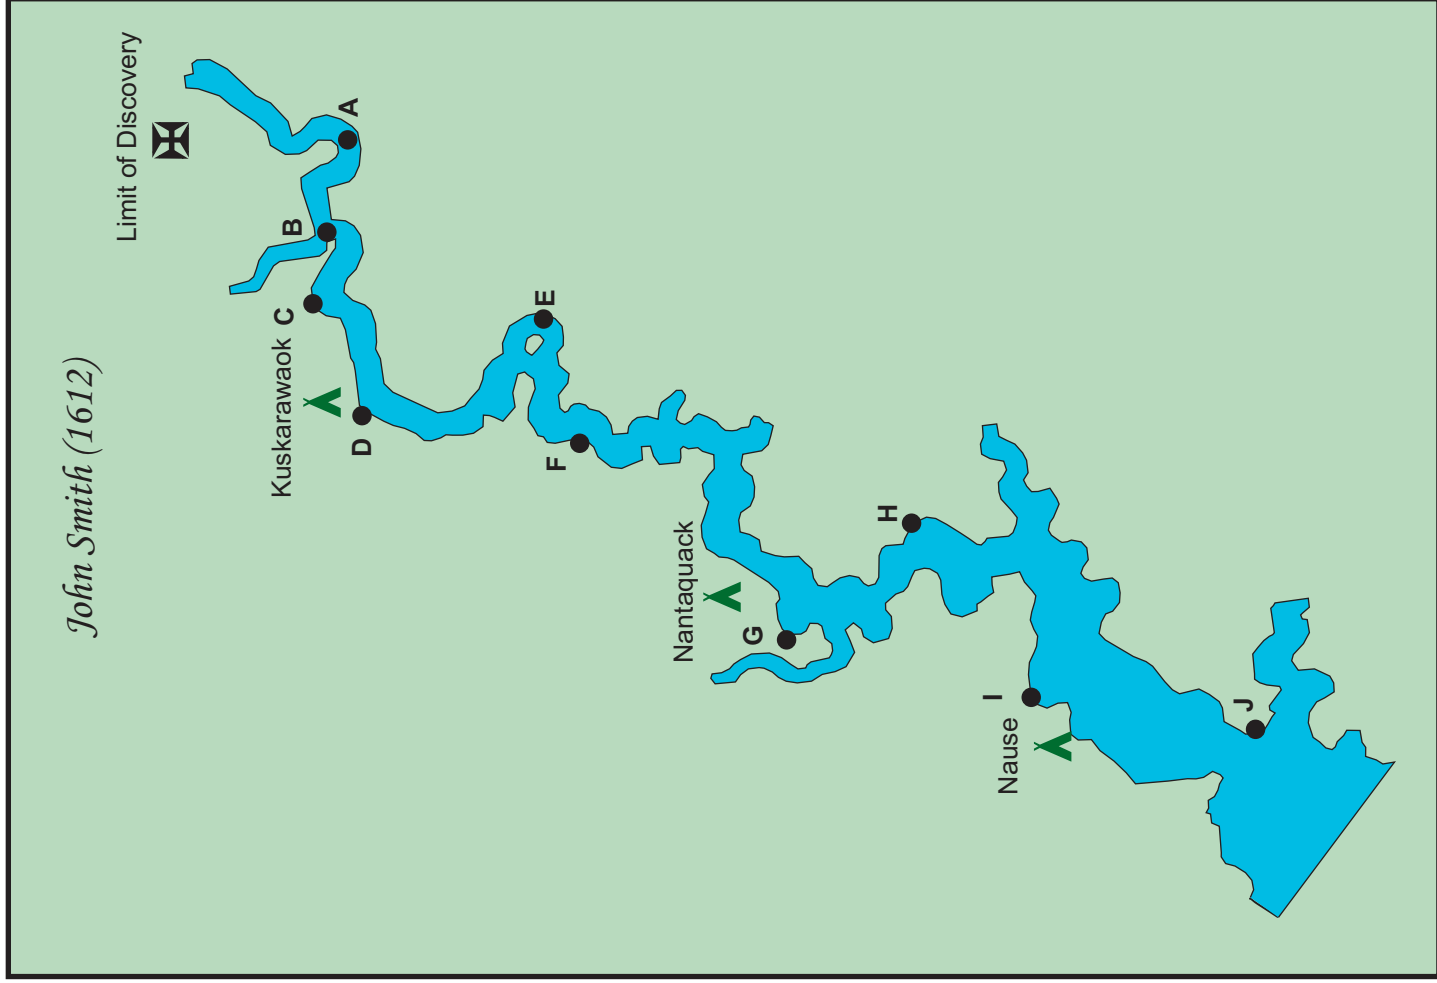 John Smith (1612)
Limit of Discovery
A
B
C
Kuskarawaok
D
E
F
Nantaquack
G
H
I
Nause
J